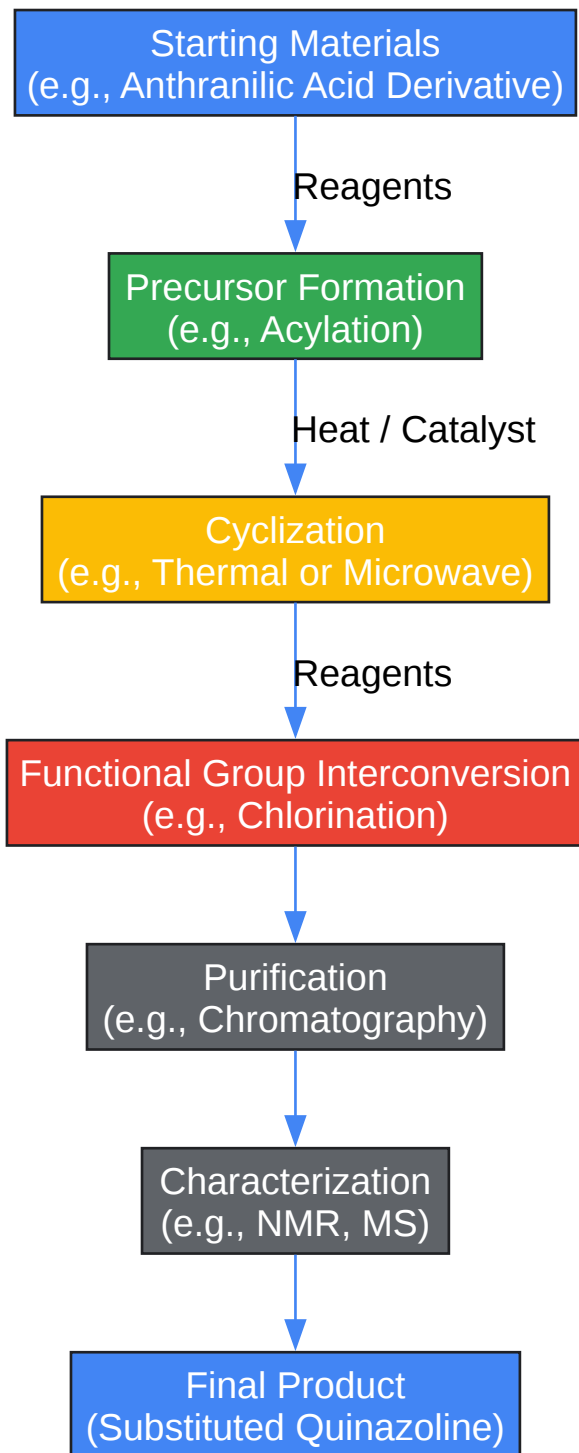 Starting Materials
(e.g., Anthranilic Acid Derivative)
Reagents
Precursor Formation
(e.g., Acylation)
Heat / Catalyst
Cyclization
(e.g., Thermal or Microwave)
Reagents
Functional Group Interconversion
(e.g., Chlorination)
Purification
(e.g., Chromatography)
Characterization
(e.g., NMR, MS)
Final Product
(Substituted Quinazoline)